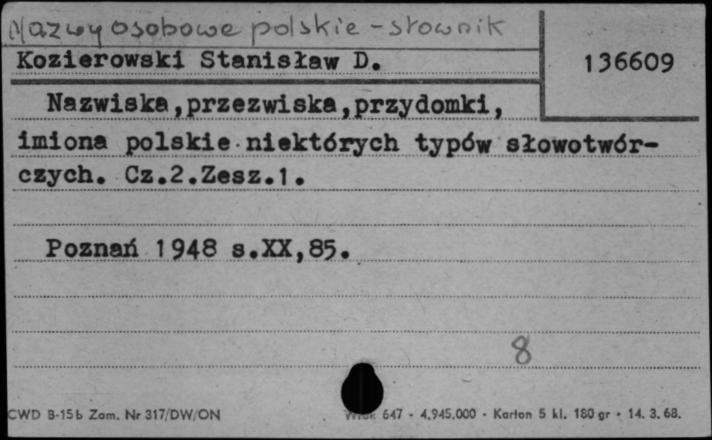 Nazwy osobowe polskie - słownik
Kozierowski Stanisław D.
136609
Nazwiska,przezwiska,przydomki,
imiona polskie niektórych typów słowotwór-
czych. Cz.2.Zesz.1.
Poznań 1948 s.XX,85.
8
CWD B-15b Zam. Nr 317/DW/ON
647 - 4.945.000 - Karton 5 kl. 180 gr - 14. 3. 68.